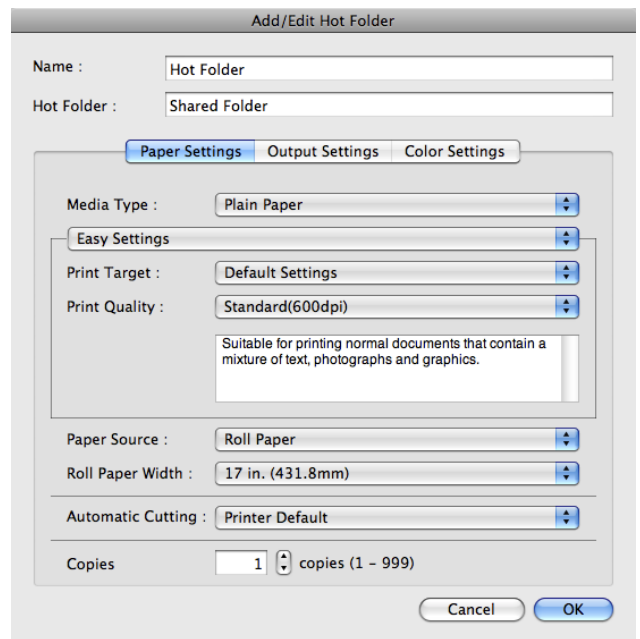 Add/Edit Hot Folder
Name : Hot Folder
Hot Folder : Shared Folder
Paper Settings Output Settings Color Settings
Media Type : Plain Paper
Easy Settings
Print Target : Default Settings
Print Quality : Standard(600dpi)
Suitable for printing normal documents that contain a
mixture of text, photographs and graphics.
Paper Source : Roll Paper
Roll Paper Width : 17 in. (431.8mm)
Automatic Cutting : Printer Default
Copies 1 copies (1 – 999)
Cancel OK